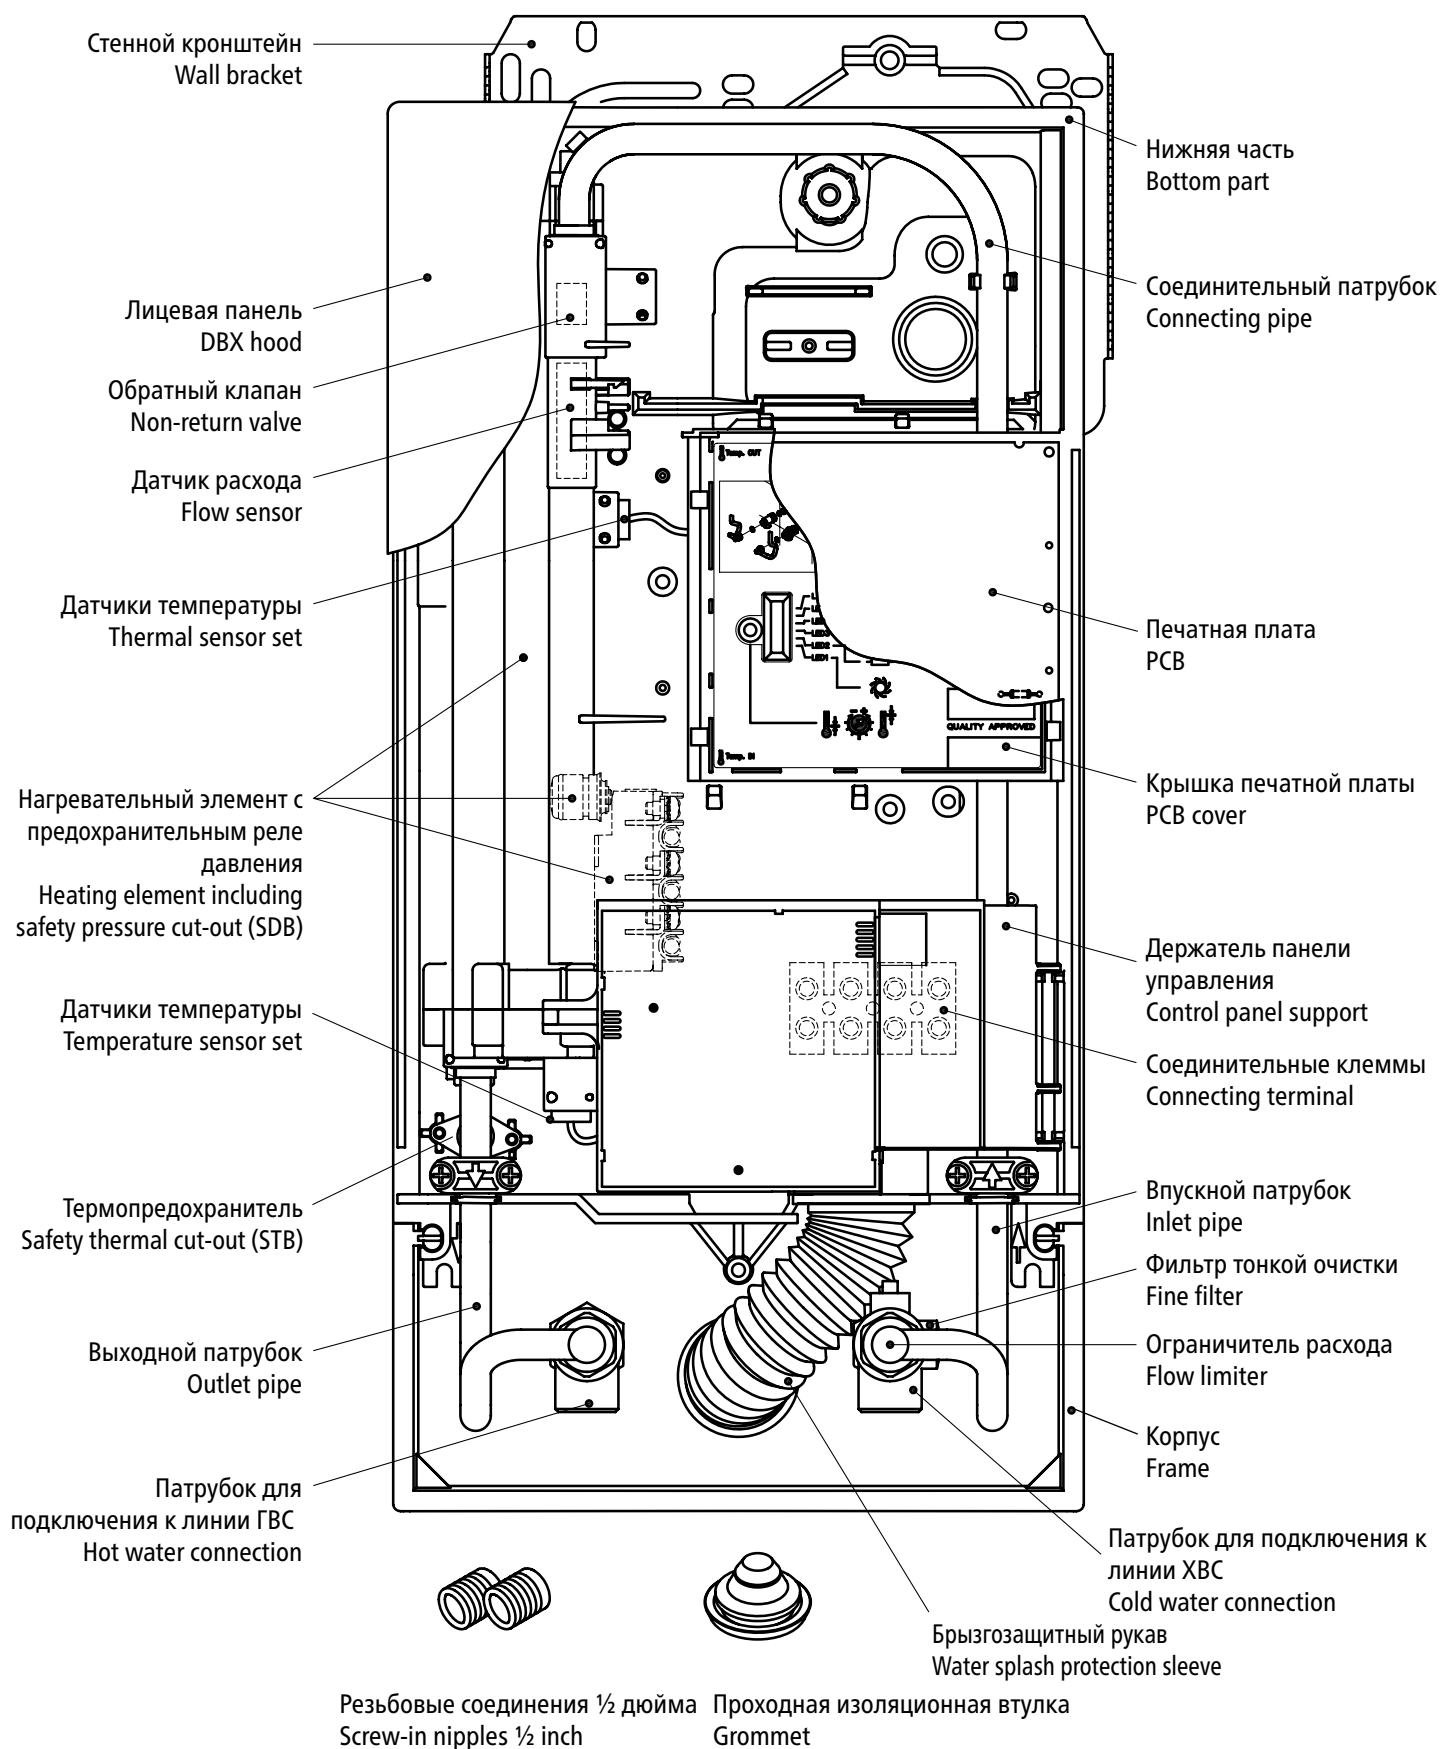 Стенной кронштейн
Wall bracket
Лицевая панель
DBX hood
Обратный клапан
Non-return valve
Датчик расхода
Flow sensor
Датчики температуры
Thermal sensor set
Нагревательный элемент с
предохранительным реле
давления
Heating element including
safety pressure cut-out (SDB)
Датчики температуры
Temperature sensor set
Термопредохранитель
Safety thermal cut-out (STB)
Выходной патрубок
Outlet pipe
Патрубок для
подключения к линии ГВС
Hot water connection
Temp. OUT
LED3
LED2
LED1
QUALITY APPROVED
Temp. IN
Нижняя часть
Bottom part
Соединительный патрубок
Connecting pipe
Печатная плата
PCB
Крышка печатной платы
PCB cover
Держатель панели
управления
Control panel support
Соединительные клеммы
Connecting terminal
Впускной патрубок
Inlet pipe
Фильтр тонкой очистки
Fine filter
Ограничитель расхода
Flow limiter
Корпус
Frame
Патрубок для подключения к
линии ХВС
Cold water connection
Брызгозащитный рукав
Water splash protection sleeve
Резьбовые соединения ½ дюйма
Screw-in nipples ½ inch
Проходная изоляционная втулка
Grommet